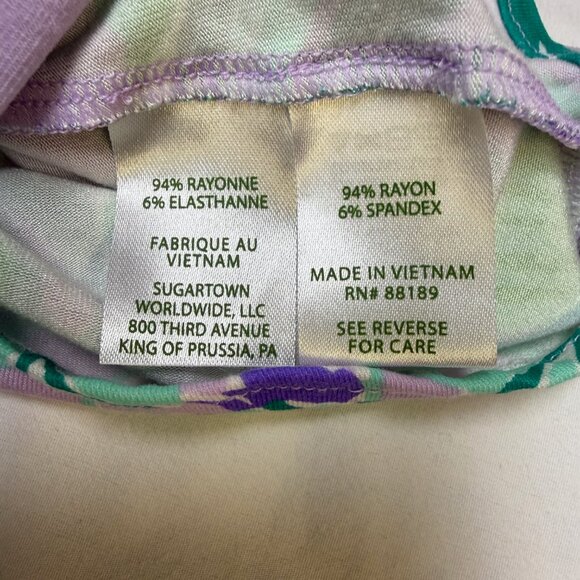 94% RAYONNE
6% ELASTHANNE
FABRIQUE AU
VIETNAM
SUGARTOWN
WORLDWIDE, LLC
800 THIRD AVENUE
KING OF PRUSSIA, PA
94% RAYON
6% SPANDEX
MADE IN VIETNAM
RN# 88189
SEE REVERSE
FOR CARE